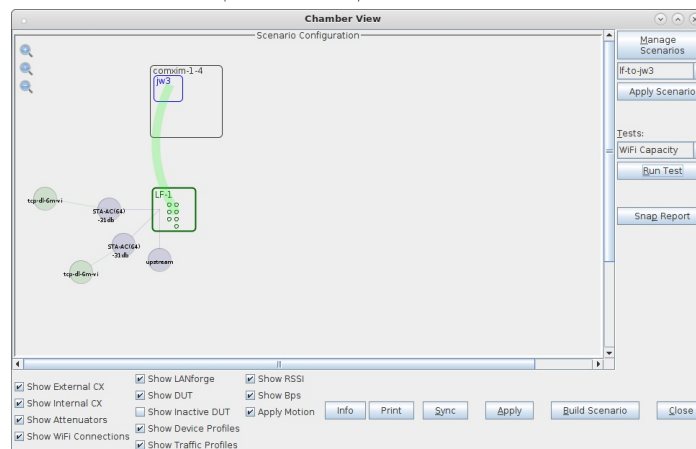 Chamber View
Scenario Configuration
Manage
Scenarios
lf-to-jw3
Apply Scenario
Tests:
WiFi Capacity
Run Test
Snap Report
comxim-1-4
jw3
LF-1
tcp-dl-6m-vi
STA-AC(64)
-31db
STA-AC(64)
-31db
upstream
tcp-dl-6m-vi
Show External CX
Show Internal CX
Show Attenuators
Show WiFi Connections
Show LANforge
Show DUT
Show Inactive DUT
Show Device Profiles
Show Traffic Profiles
Show RSSI
Show Bps
Apply Motion
Info Print Sync Apply Build Scenario Close